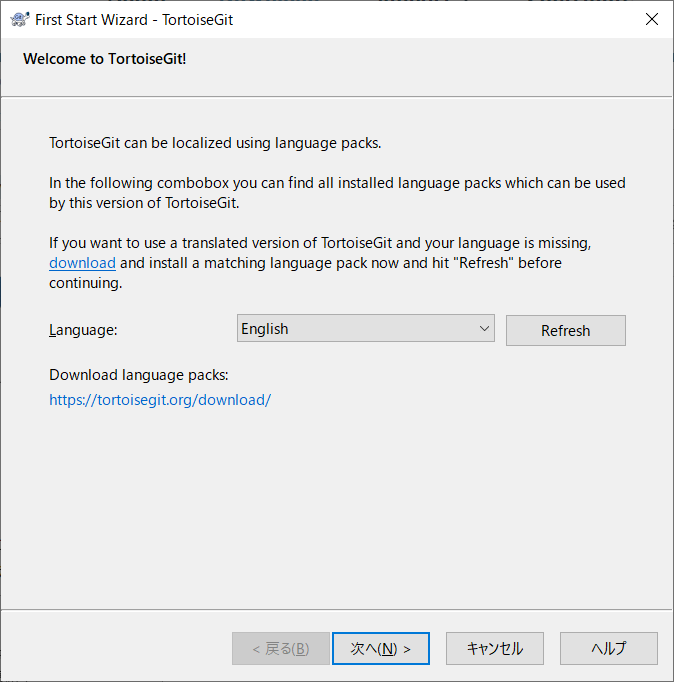 First Start Wizard - TortoiseGit
Welcome to TortoiseGit!
TortoiseGit can be localized using language packs.
In the following combobox you can find all installed language packs which can be used
by this version of TortoiseGit.
If you want to use a translated version of TortoiseGit and your language is missing,
download and install a matching language pack now and hit "Refresh" before
continuing.
Language: English Refresh
Download language packs:
https://tortoisegit.org/download/
< 戻る(B) 次へ(N) > キャンセル ヘルプ